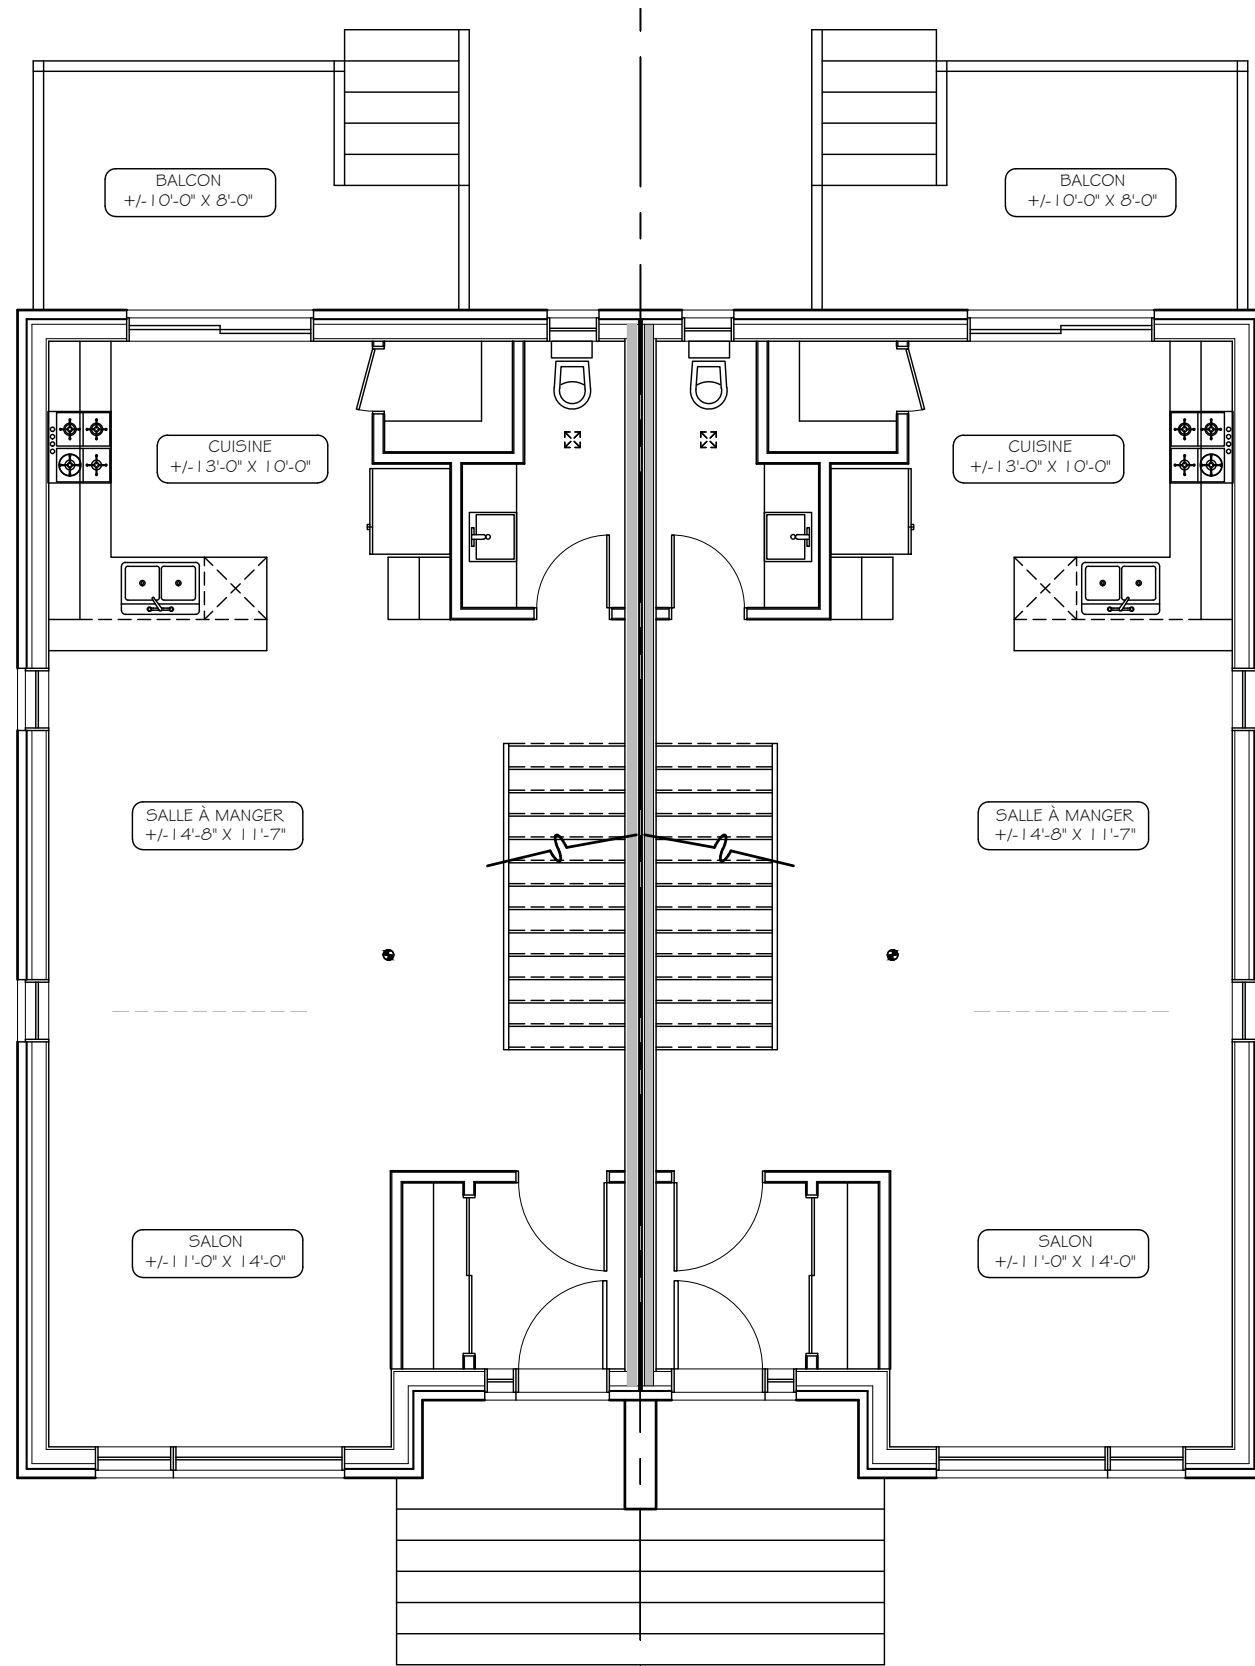 BALCON
+/-10'-0" X 8'-0"
BALCON
+/-10'-0" X 8'-0"
CUISINE
+/-13'-0" X 10'-0"
CUISINE
+/-13'-0" X 10'-0"
SALLE À MANGER
+/-14'-8" X 11'-7"
SALLE À MANGER
+/-14'-8" X 11'-7"
SALON
+/-11'-0" X 14'-0"
SALON
+/-11'-0" X 14'-0"